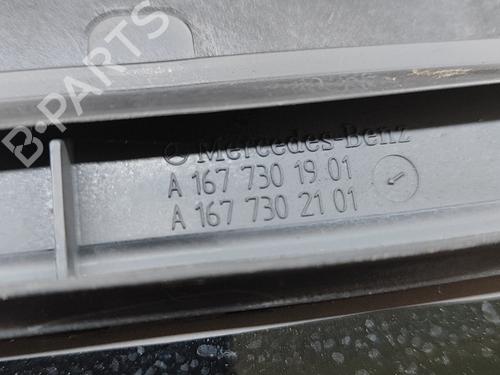 B-PARTS
Mercedes-Benz
A 167 730 19 01
A 167 730 21 01